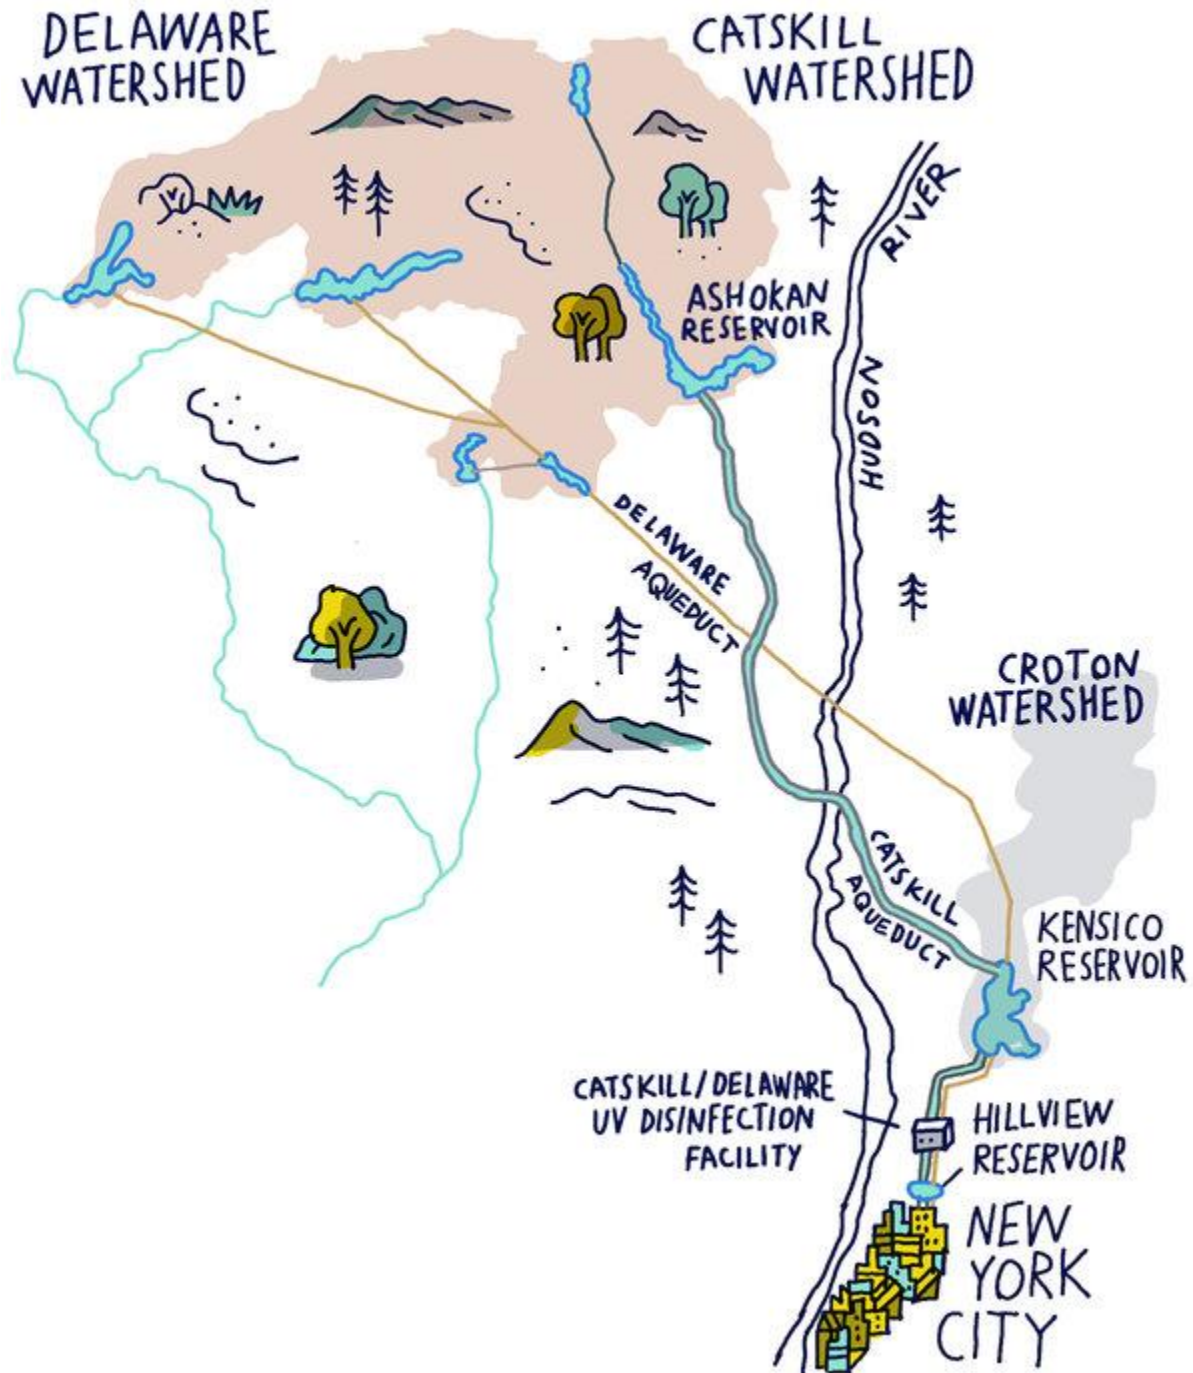 DELAWARE
WATERSHED
CATSKILL
WATERSHED
RIVER
ASHOKAN
RESERVOIR
HUDSON
DELAWARE
AQUEDUCT
CROTON
WATERSHED
CATSKILL
AQUEDUCT
KENSICO
RESERVOIR
CATSKILL/DELAWARE
UV DISINFECTION
FACILITY
HILLVIEW
RESERVOIR
NEW
YORK
CITY